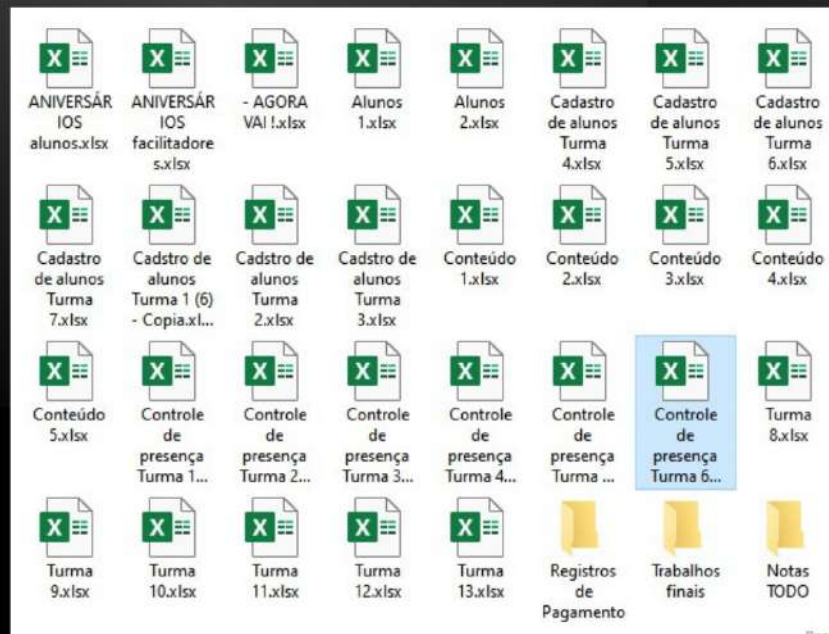 ANIVERSÁR
IOS
alunos.xlsx
ANIVERSÁR
IOS
facilitadore
s.xlsx
- AGORA
VAI !.xlsx
Alunos
1.xlsx
Alunos
2.xlsx
Cadastro
de alunos
Turma
4.xlsx
Cadastro
de alunos
Turma
5.xlsx
Cadastro
de alunos
Turma
6.xlsx
Cadastro
de alunos
Turma
7.xlsx
Cadstro de
alunos
Turma 1 (6)
- Copia.xl...
Cadstro de
alunos
Turma
2.xlsx
Cadstro de
alunos
Turma
3.xlsx
Conteúdo
1.xlsx
Conteúdo
2.xlsx
Conteúdo
3.xlsx
Conteúdo
4.xlsx
Conteúdo
5.xlsx
Controle
de
presença
Turma 1...
Controle
de
presença
Turma 2...
Controle
de
presença
Turma 3...
Controle
de
presença
Turma 4...
Controle
de
presença
Turma ...
Controle
de
presença
Turma 6...
Turma
8.xlsx
Turma
9.xlsx
Turma
10.xlsx
Turma
11.xlsx
Turma
12.xlsx
Turma
13.xlsx
Registros
de
Pagamento
Trabalhos
finais
Notas
TODO